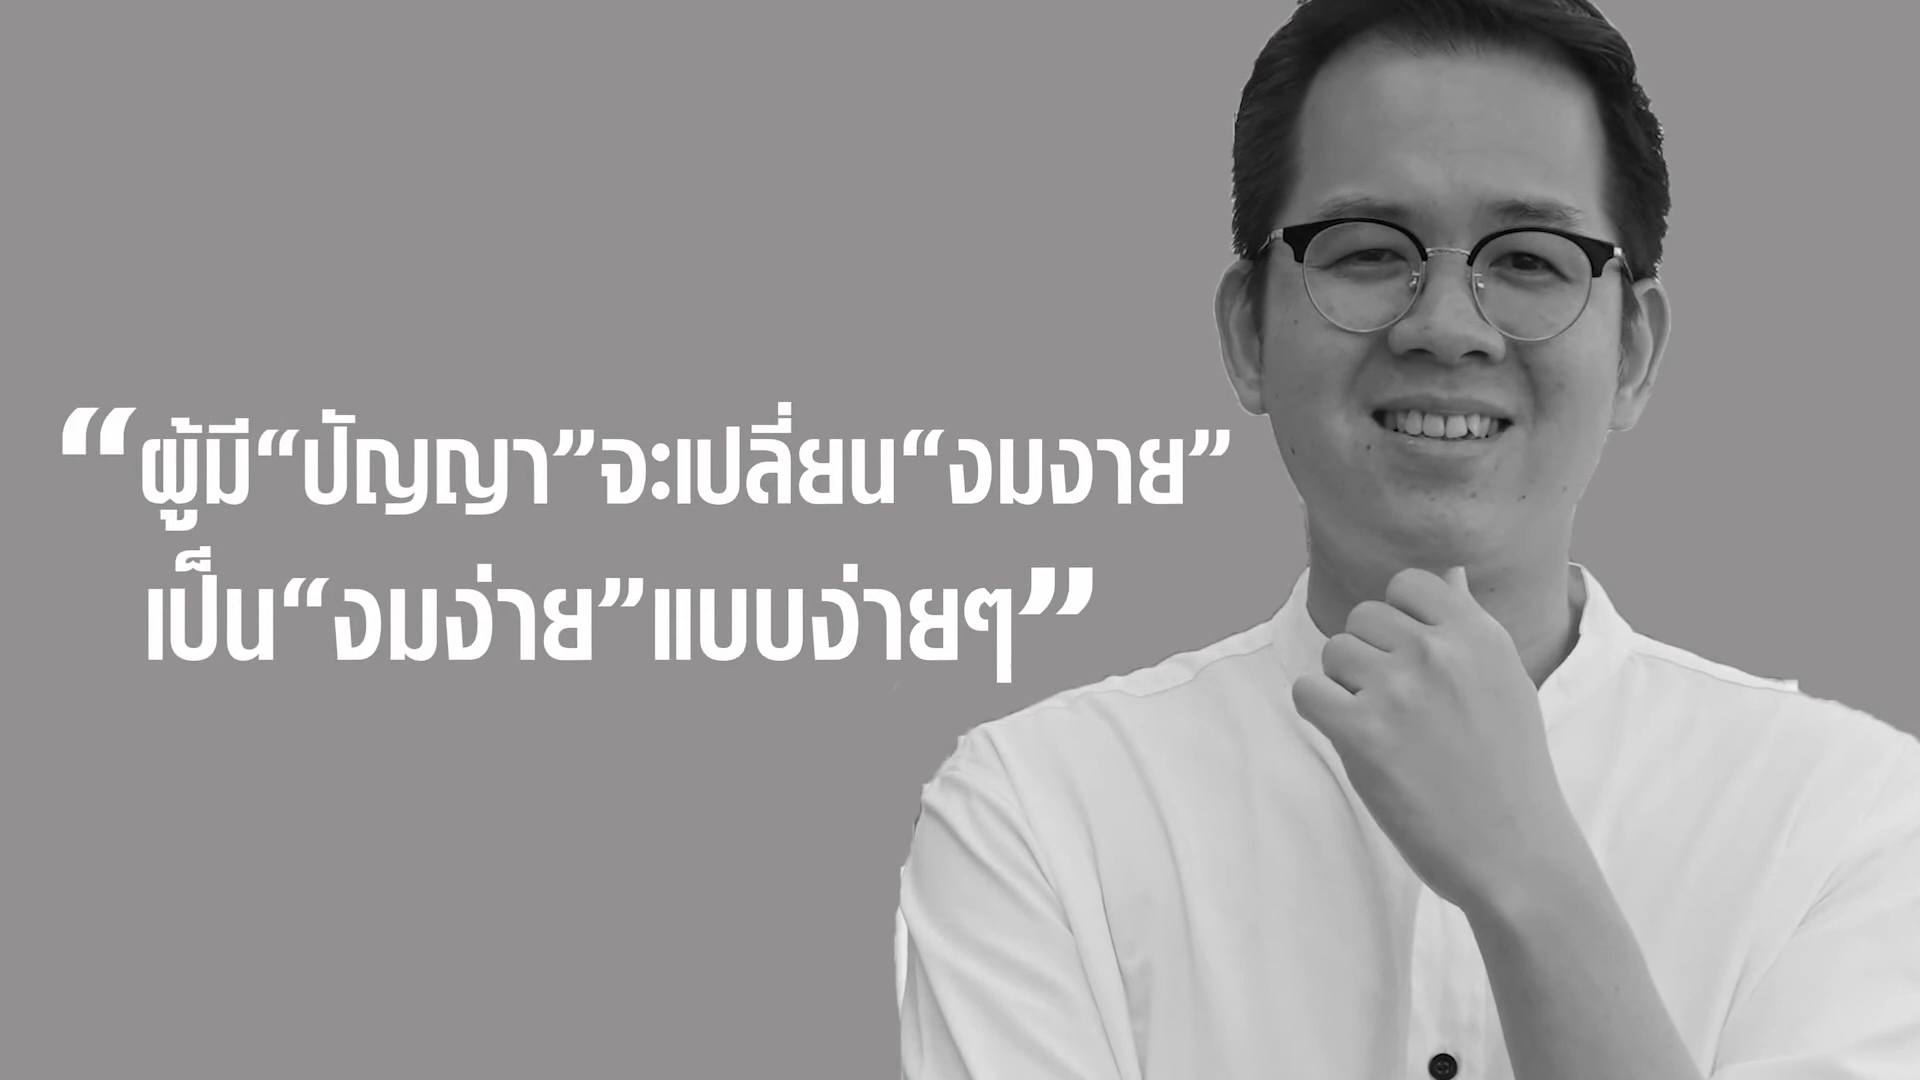 “ผู้มี“ปัญญา”จะเปลี่ยน“งมงาย”
เป็น“งมง่าย”แบบง่ายๆ”